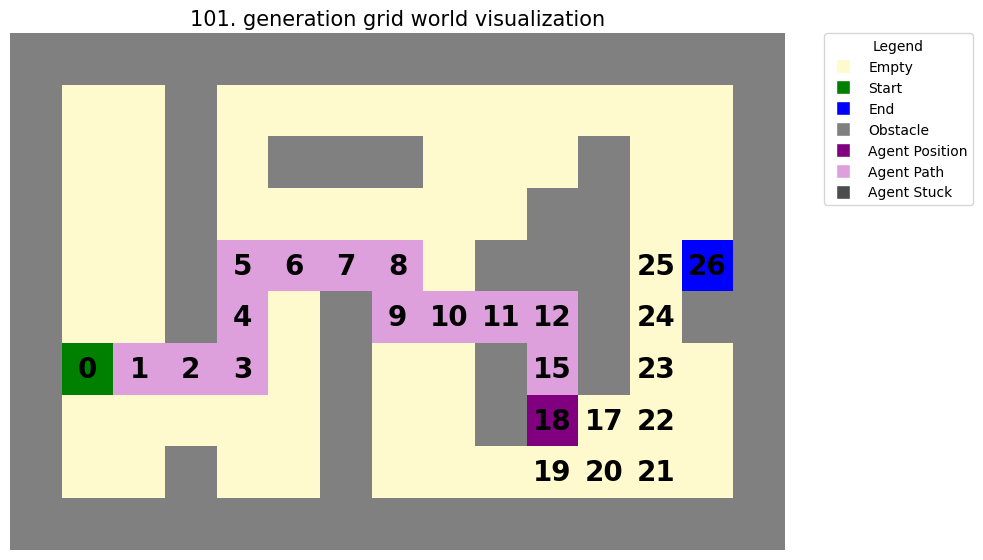 101. generation grid world visualization
Legend
Empty
Start
End
Obstacle
Agent Position
Agent Path
Agent Stuck
5 6 7 8 25 26
4 9 10 11 12 24
0 1 2 3 15 23
18 17 22
19 20 21